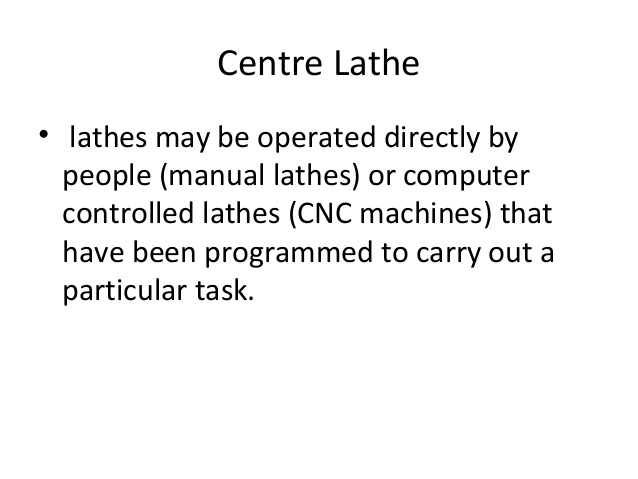 Centre Lathe
• lathes may be operated directly by
people (manual lathes) or computer
controlled lathes (CNC machines) that
have been programmed to carry out a
particular task.